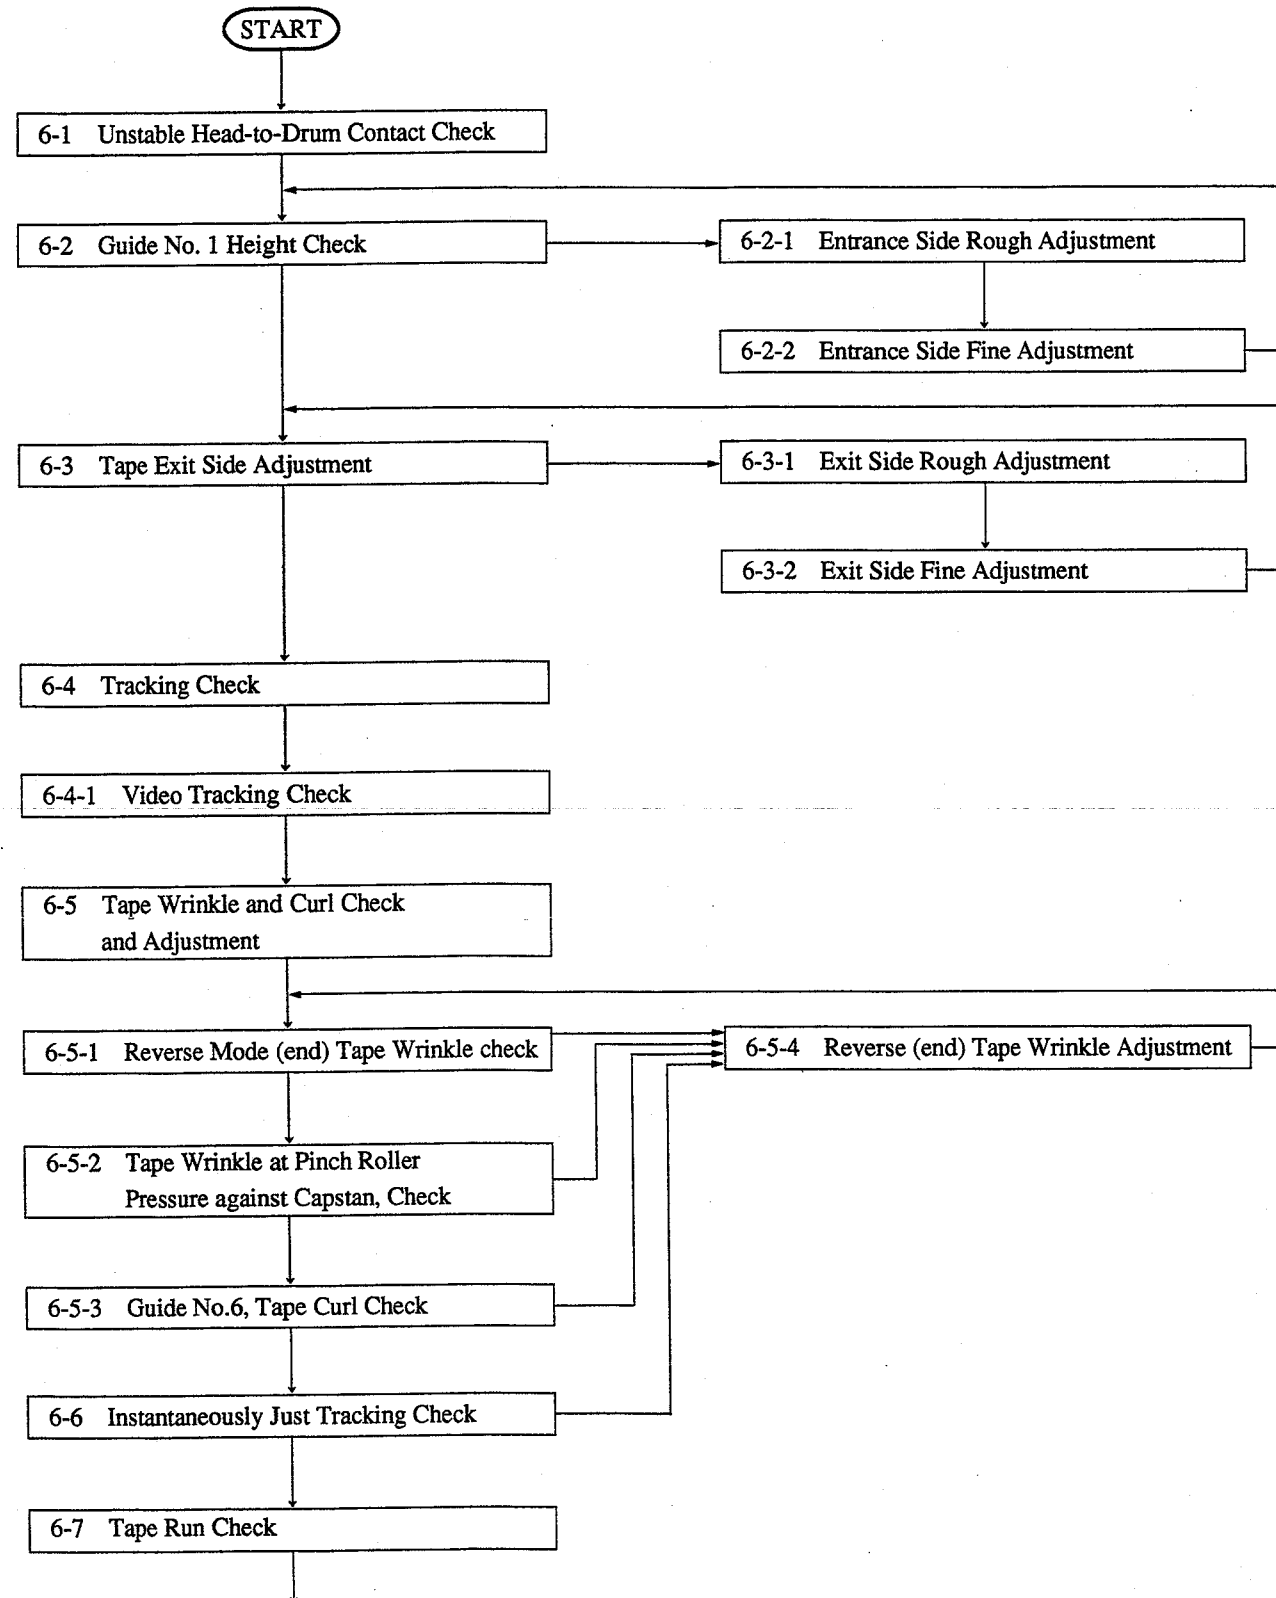 START
6-1 Unstable Head-to-Drum Contact Check
6-2 Guide No. 1 Height Check
6-2-1 Entrance Side Rough Adjustment
6-2-2 Entrance Side Fine Adjustment
6-3 Tape Exit Side Adjustment
6-3-1 Exit Side Rough Adjustment
6-3-2 Exit Side Fine Adjustment
6-4 Tracking Check
6-4-1 Video Tracking Check
6-5 Tape Wrinkle and Curl Check
and Adjustment
6-5-1 Reverse Mode (end) Tape Wrinkle check
6-5-4 Reverse (end) Tape Wrinkle Adjustment
6-5-2 Tape Wrinkle at Pinch Roller
Pressure against Capstan, Check
6-5-3 Guide No.6, Tape Curl Check
6-6 Instantaneously Just Tracking Check
6-7 Tape Run Check